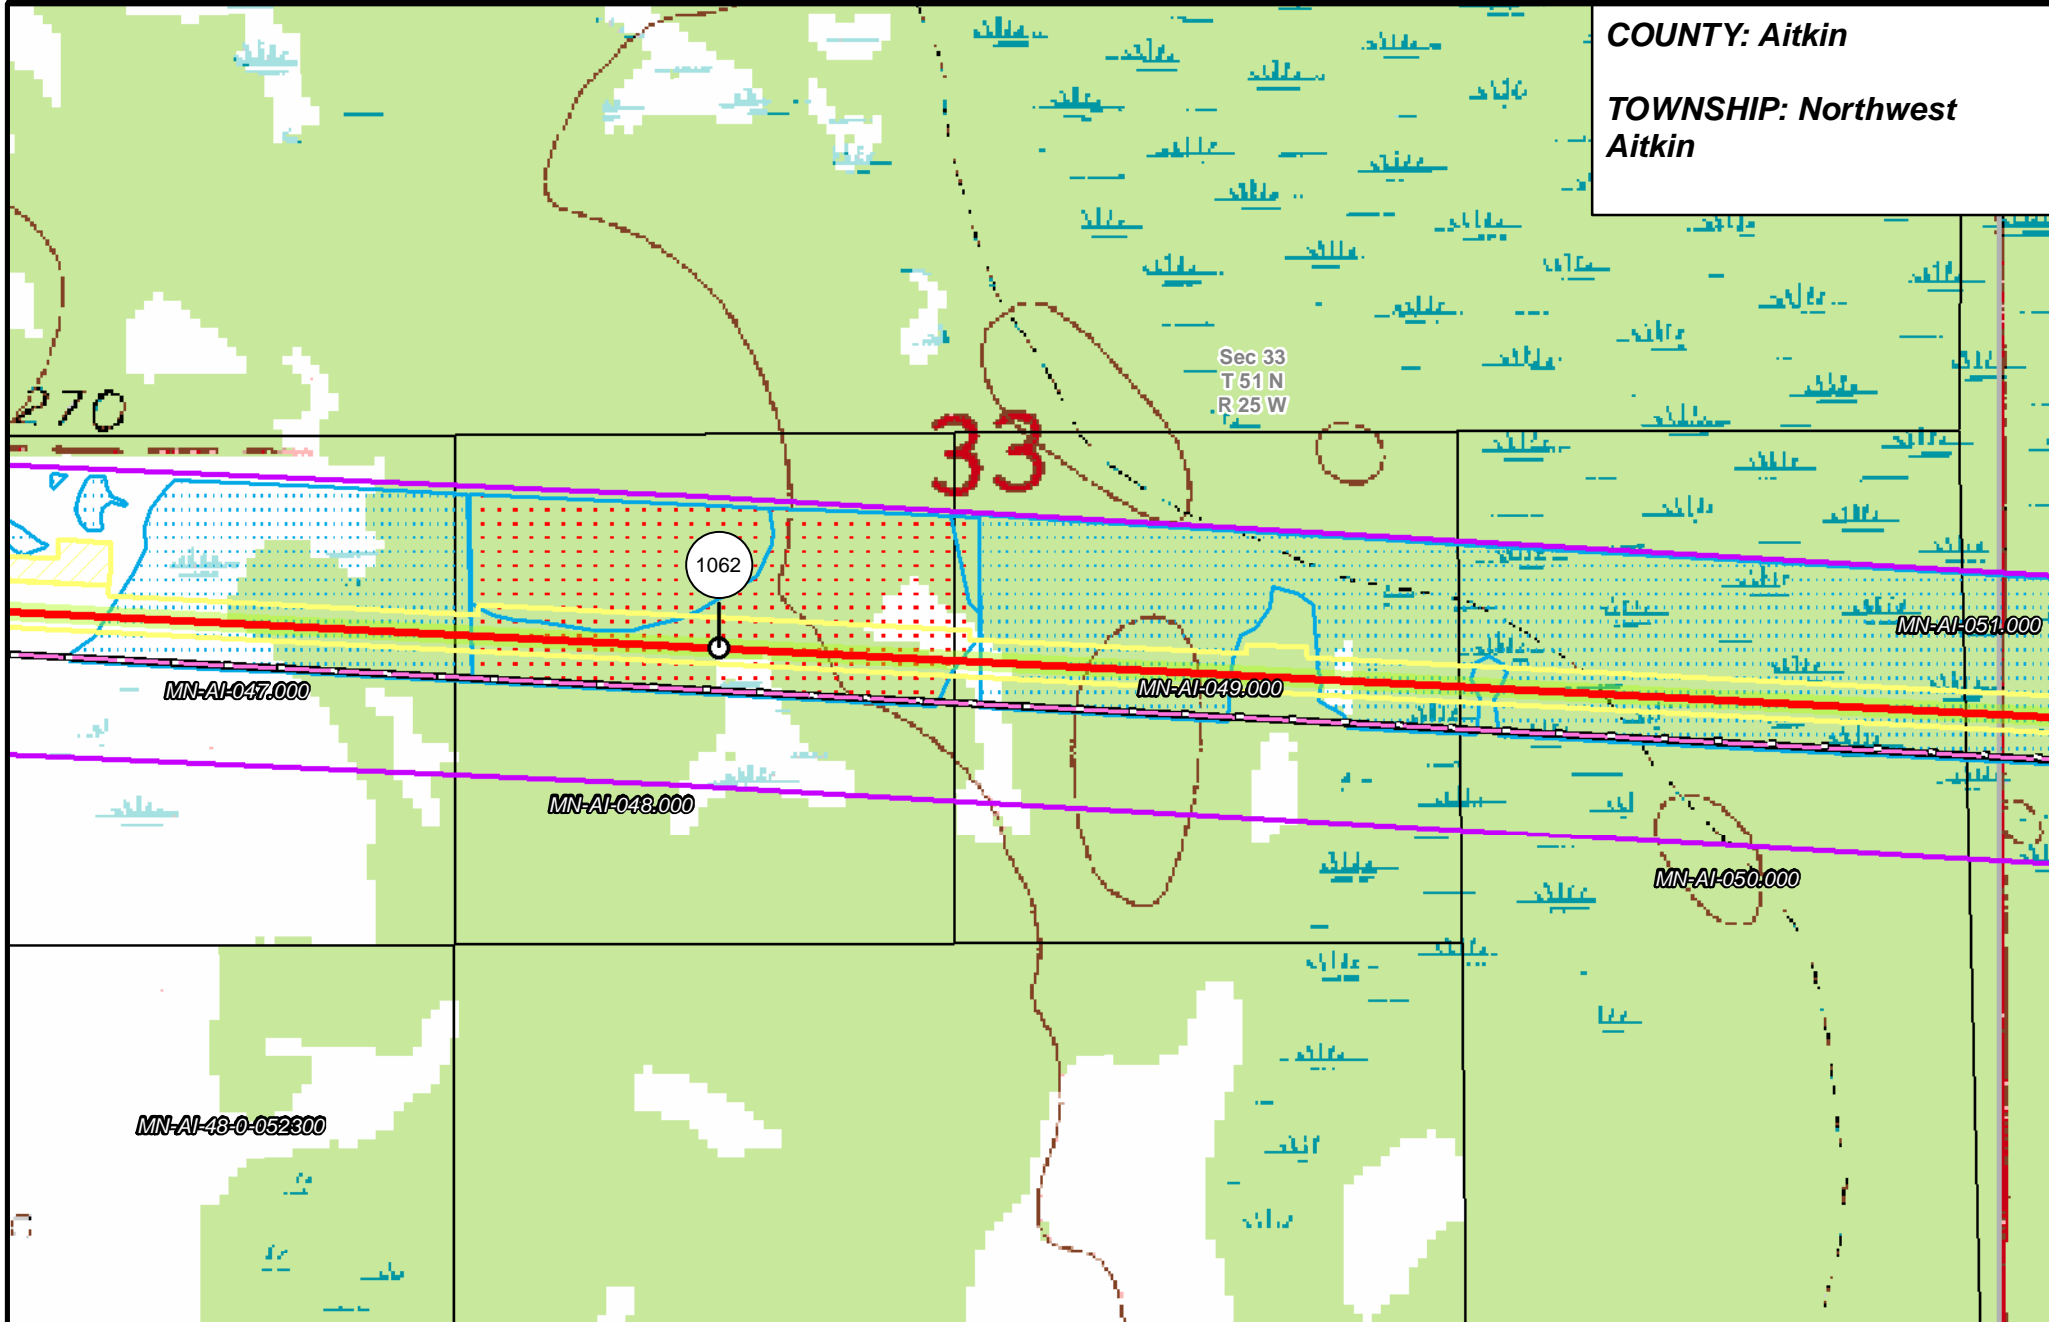 COUNTY: Aitkin
TOWNSHIP: Northwest
Aitkin
Sec 33
T 51 N
R 25 W
270
33
1062
MN-AI-051.000
MN-AI-047.000
MN-AI-049.000
MN-AI-048.000
MN-AI-050.000
MN-AI-48-0-052300